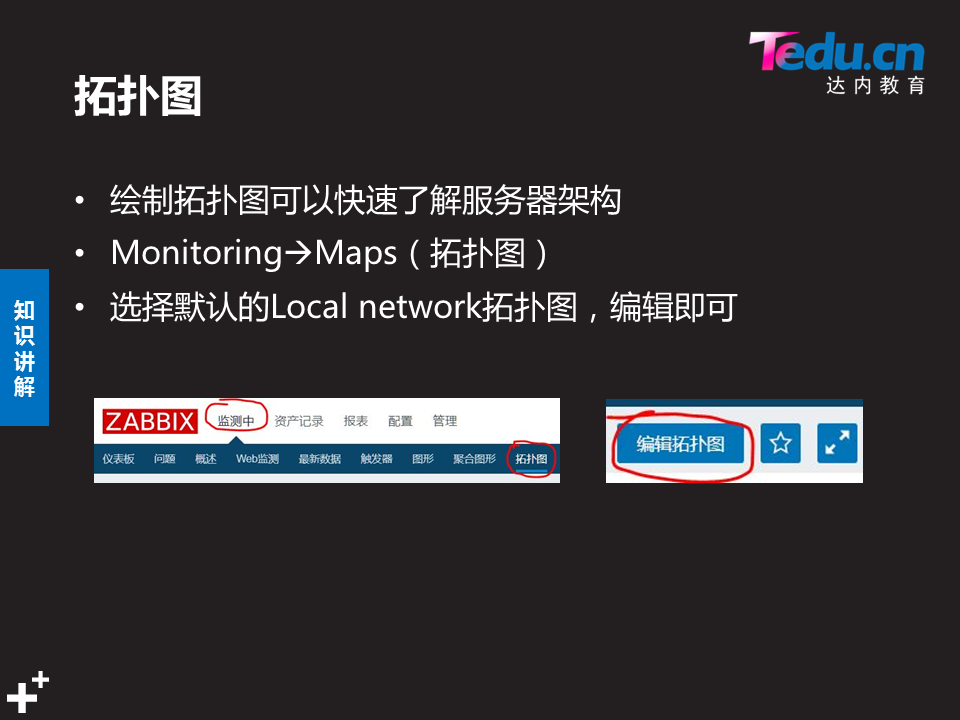 Tedu.cn
达内教育
拓扑图
• 绘制拓扑图可以快速了解服务器架构
• Monitoring→Maps（拓扑图）
• 选择默认的Local network拓扑图，编辑即可
知识讲解
ZABBIX 监测中 资产记录 报表 配置 管理
仪表板 问题 概述 Web监测 最新数据 触发器 图形 聚合图形 拓扑图
编辑拓扑图